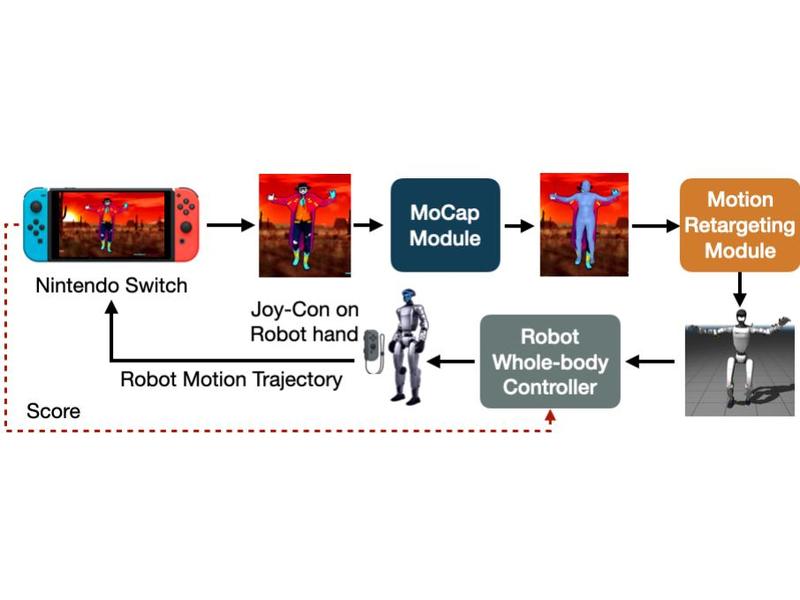 MoCap
Module
Motion
Retargeting
Module
Nintendo Switch
Joy-Con on
Robot hand
Robot
Whole-body
Controller
Robot Motion Trajectory
Score